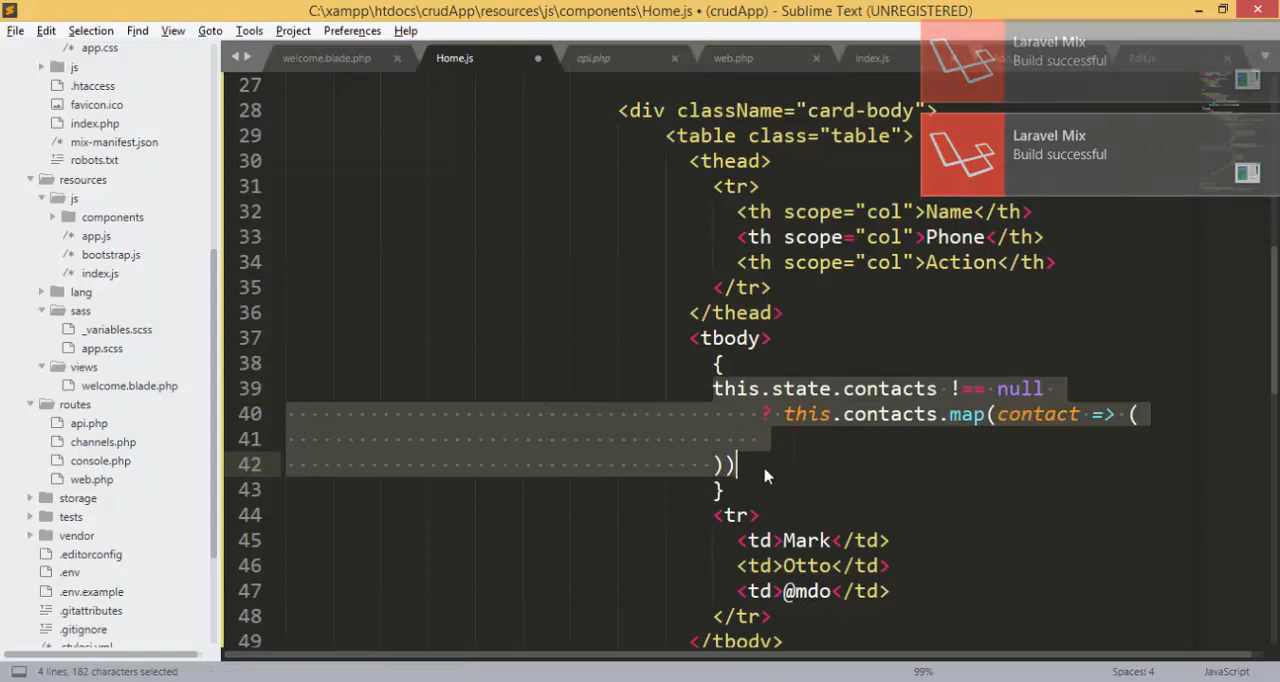 C:\xampp\htdocs\crudApp\resources\js\components\Home.js • (crudApp) - Sublime Text (UNREGISTERED)
File Edit Selection Find View Goto Tools Project Preferences Help
app.css
js
.htaccess
favicon.ico
index.php
mix-manifest.json
robots.txt
resources
js
components
app.js
bootstrap.js
index.js
lang
sass
_variables.scss
app.scss
views
welcome.blade.php
routes
api.php
channels.php
console.php
web.php
storage
tests
vendor
.editorconfig
.env
.env.example
.gitattributes
.gitignore
welcome.blade.php Home.js api.php web.php index.js Edit.js
Laravel Mix
Build successful
Laravel Mix
Build successful
27
28 <div className="card-body">
29 <table class="table">
30 <thead>
31 <tr>
32 <th scope="col">Name</th>
33 <th scope="col">Phone</th>
34 <th scope="col">Action</th>
35 </tr>
36 </thead>
37 <tbody>
38 {
39 this.state.contacts !== null
40 ? this.contacts.map(contact => (
41
42 ))
43 }
44 <tr>
45 <td>Mark</td>
46 <td>Otto</td>
47 <td>@mdo</td>
48 </tr>
49 </tbody>
4 lines, 182 characters selected 99% Spaces: 4 JavaScript